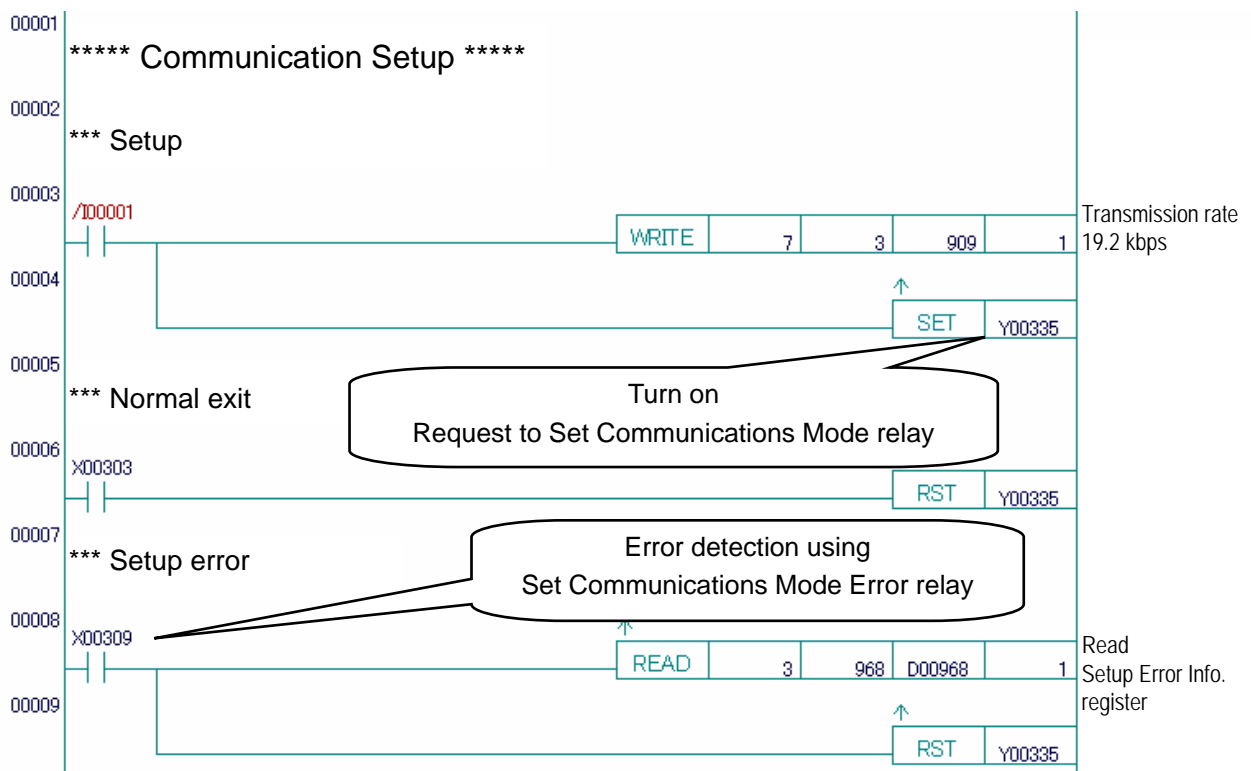 00001
***** Communication Setup *****
00002
*** Setup
00003
/I00001
WRITE 7 3 909 1
Transmission rate
19.2 kbps
00004
↑
SET Y00335
00005
*** Normal exit
Turn on
Request to Set Communications Mode relay
00006
X00303
RST Y00335
00007
*** Setup error
Error detection using
Set Communications Mode Error relay
00008
X00309
↑
READ 3 968 D00968 1
Read
Setup Error Info.
register
00009
↑
RST Y00335